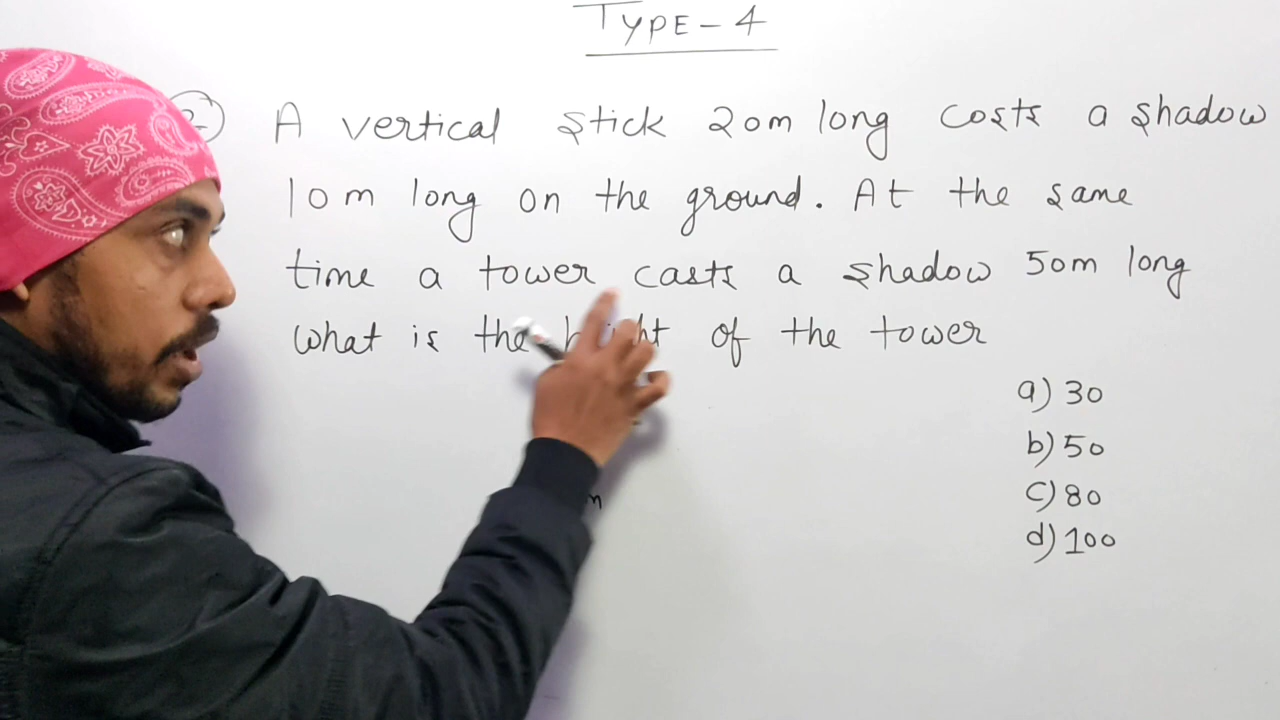 TYPE-4
A vertical stick 20m long costs a shadow
10m long on the ground. At the same
time a tower casts a shadow 50m long
what is the of the tower
a) 30
b) 50
c) 80
d) 100